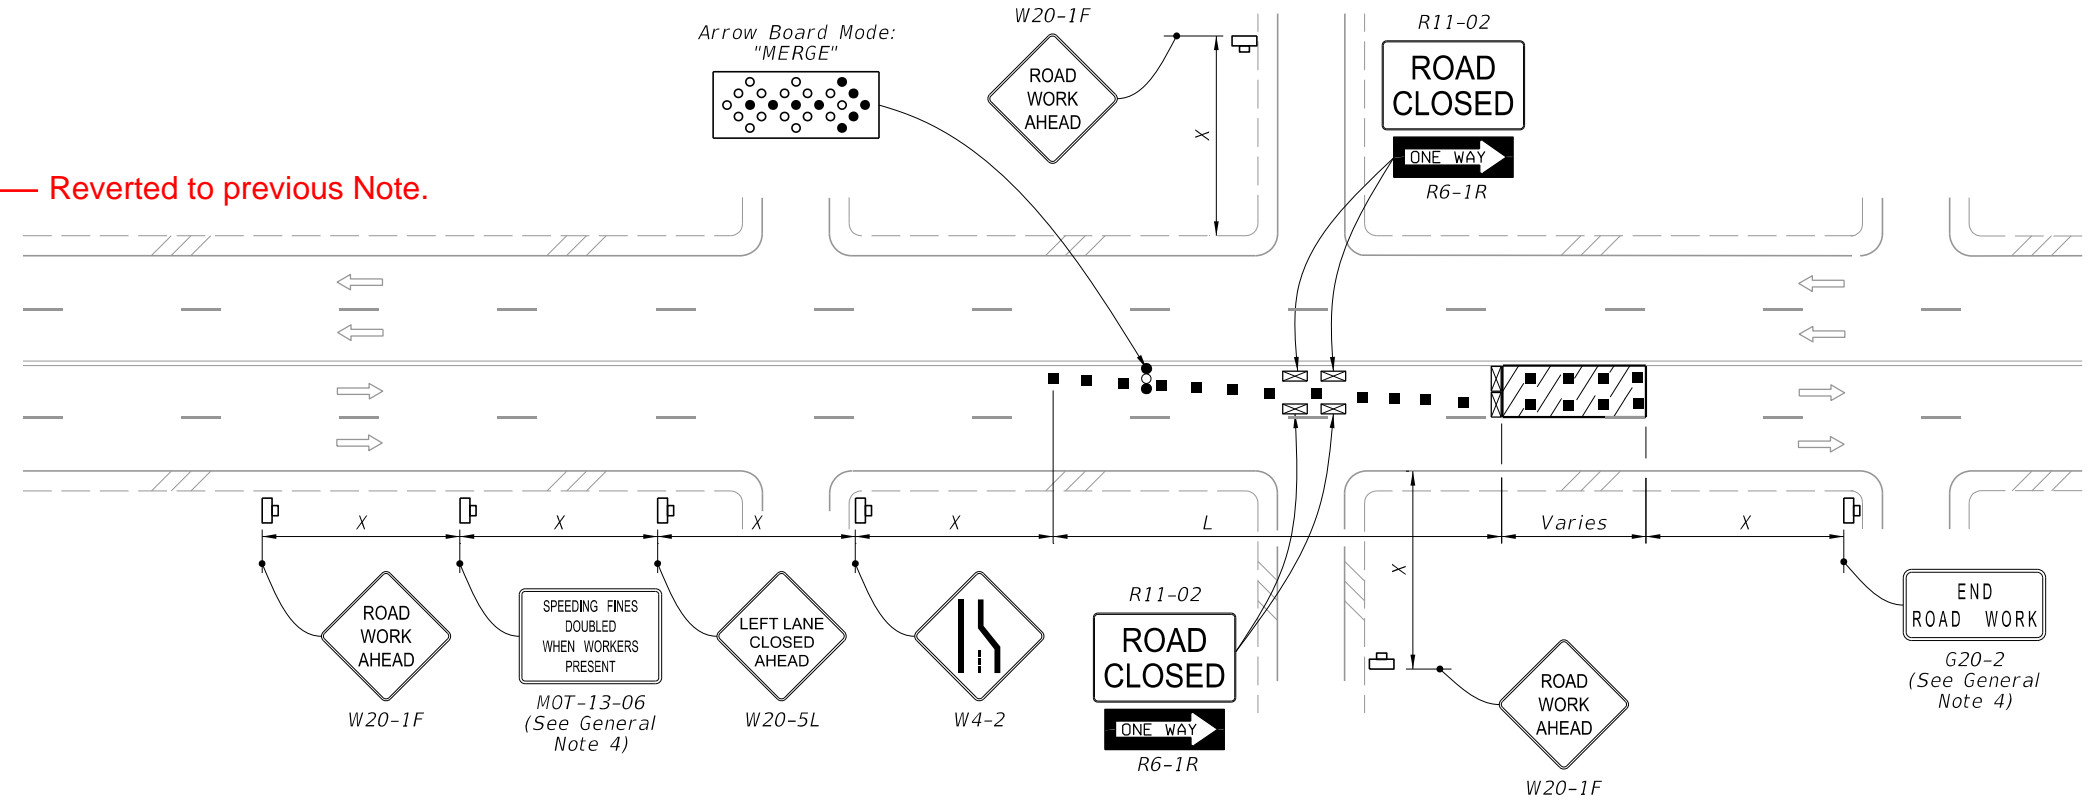 W20-1F
R11-02
Arrow Board Mode:
"MERGE"
ROAD
WORK
AHEAD
X
ROAD
CLOSED
ONE WAY
R6-1R
Reverted to previous Note.
X
X
X
X
L
Varies
X
X
ROAD
WORK
AHEAD
W20-1F
SPEEDING FINES
DOUBLED
WHEN WORKERS
PRESENT
MOT-13-06
(See General
Note 4)
LEFT LANE
CLOSED
AHEAD
W20-5L
W4-2
R11-02
ROAD
CLOSED
ONE WAY
R6-1R
ROAD
WORK
AHEAD
W20-1F
END
ROAD WORK
G20-2
(See General
Note 4)